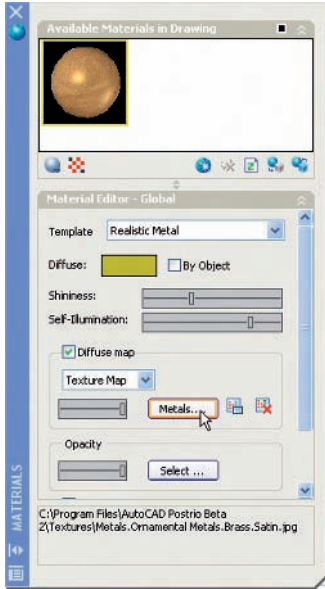 Available Materials in Drawing
Material Editor - Global
Template Realistic Metal
Diffuse: By Object
Shininess:
Self-Illumination:
Diffuse map
Texture Map
Metals...
Opacity
Select ...
MATERIALS
C:\Program Files\AutoCAD Postrio Beta
2\Textures\Metals.Ornamental Metals.Brass.Satin.jpg